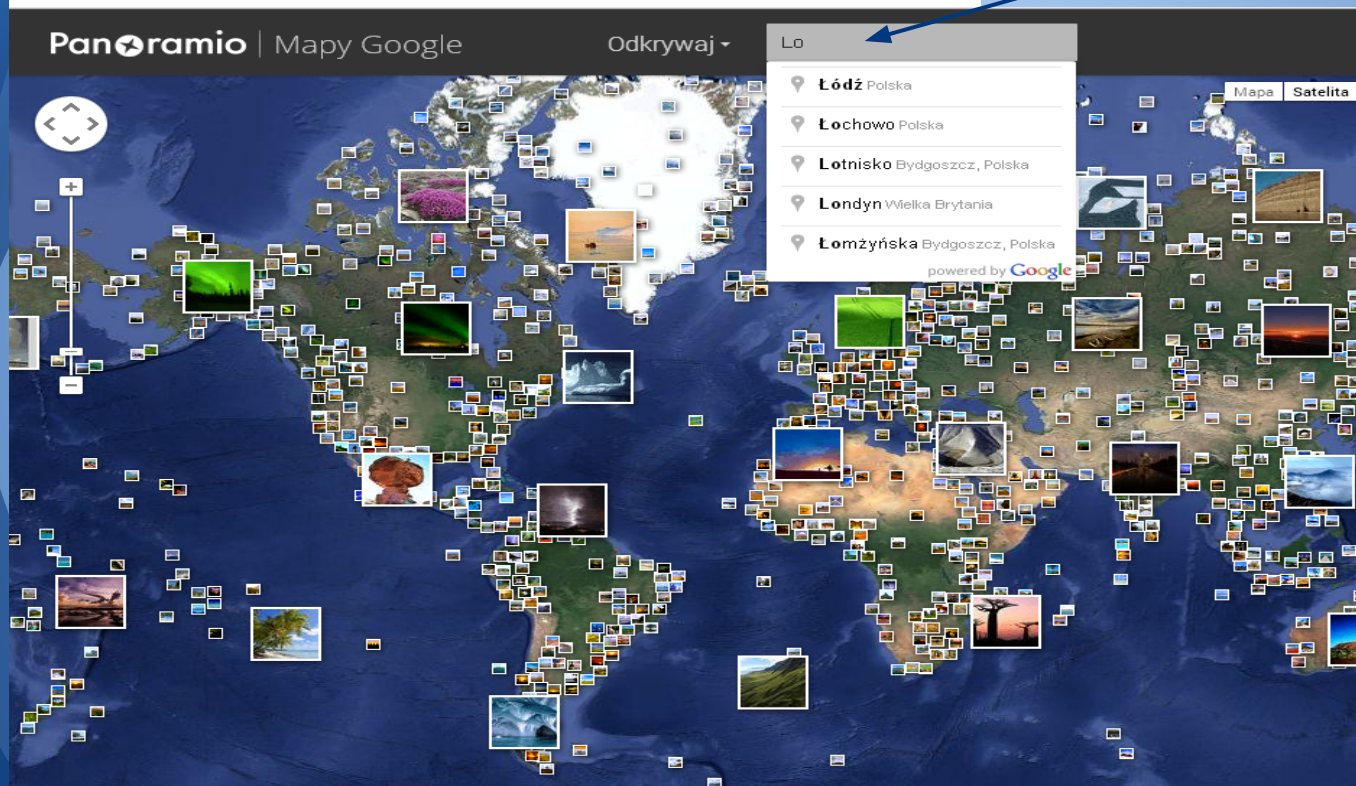 Panoramio | Mapy Google
Odkrywaj
Lo
Łódź Polska
Łochowo Polska
Lotnisko Bydgoszcz, Polska
Londyn Wielka Brytania
Łomżyńska Bydgoszcz, Polska
powered by Google
Mapa Satelita